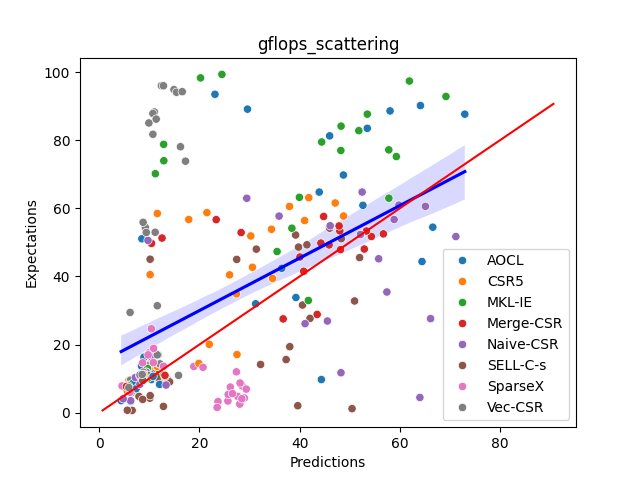 gflops_scattering
100
80
60
40
20
0
Expectations
0 20 40 60 80
Predictions
AOCL
CSR5
MKL-IE
Merge-CSR
Naive-CSR
SELL-C-s
SparseX
Vec-CSR